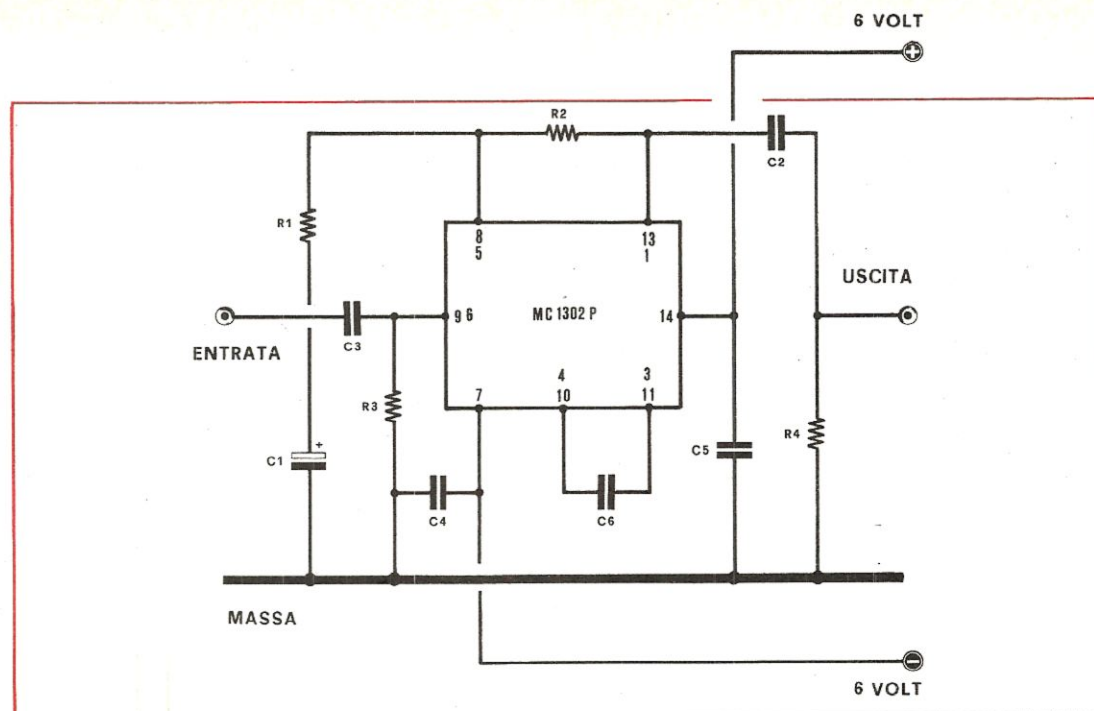 6 VOLT
+
R2
C2
R1
8
5
13
1
USCITA
9 6
MC 1302 P
14
ENTRATA
C3
4
3
7
10
11
R3
C1
+
C5
R4
C4
C6
MASSA
6 VOLT